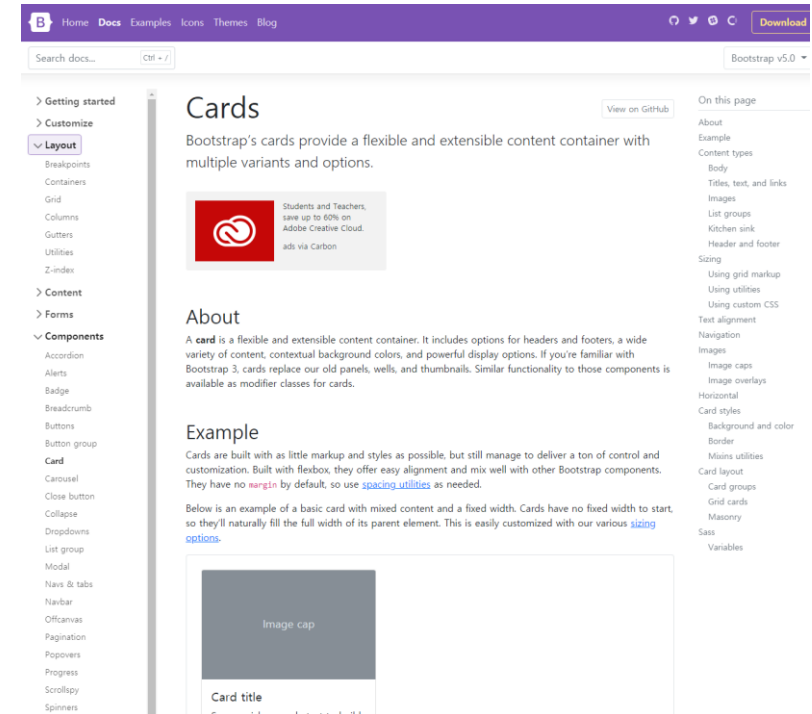 B Home Docs Examples Icons Themes Blog
Download
Search docs... Ctrl + /
Bootstrap v5.0
Getting started
Customize
Layout
Breakpoints
Containers
Grid
Columns
Gutters
Utilities
Z-index
Content
Forms
Components
Accordion
Alerts
Badge
Breadcrumb
Buttons
Button group
Card
Carousel
Close button
Collapse
Dropdowns
List group
Modal
Navs & tabs
Navbar
Offcanvas
Pagination
Popovers
Progress
Scrollspy
Spinners
Cards
View on GitHub
Bootstrap's cards provide a flexible and extensible content container with
multiple variants and options.
Students and Teachers,
save up to 60% on
Adobe Creative Cloud.
ads via Carbon
About
A card is a flexible and extensible content container. It includes options for headers and footers, a wide
variety of content, contextual background colors, and powerful display options. If you're familiar with
Bootstrap 3, cards replace our old panels, wells, and thumbnails. Similar functionality to those components is
available as modifier classes for cards.
Example
Cards are built with as little markup and styles as possible, but still manage to deliver a ton of control and
customization. Built with flexbox, they offer easy alignment and mix well with other Bootstrap components.
They have no margin by default, so use spacing utilities as needed.
Below is an example of a basic card with mixed content and a fixed width. Cards have no fixed width to start,
so they'll naturally fill the full width of its parent element. This is easily customized with our various sizing
options.
Image cap
Card title
On this page
About
Example
Content types
Body
Titles, text, and links
Images
List groups
Kitchen sink
Header and footer
Sizing
Using grid markup
Using utilities
Using custom CSS
Text alignment
Navigation
Images
Image caps
Image overlays
Horizontal
Card styles
Background and color
Border
Mixins utilities
Card layout
Card groups
Grid cards
Masonry
Sass
Variables